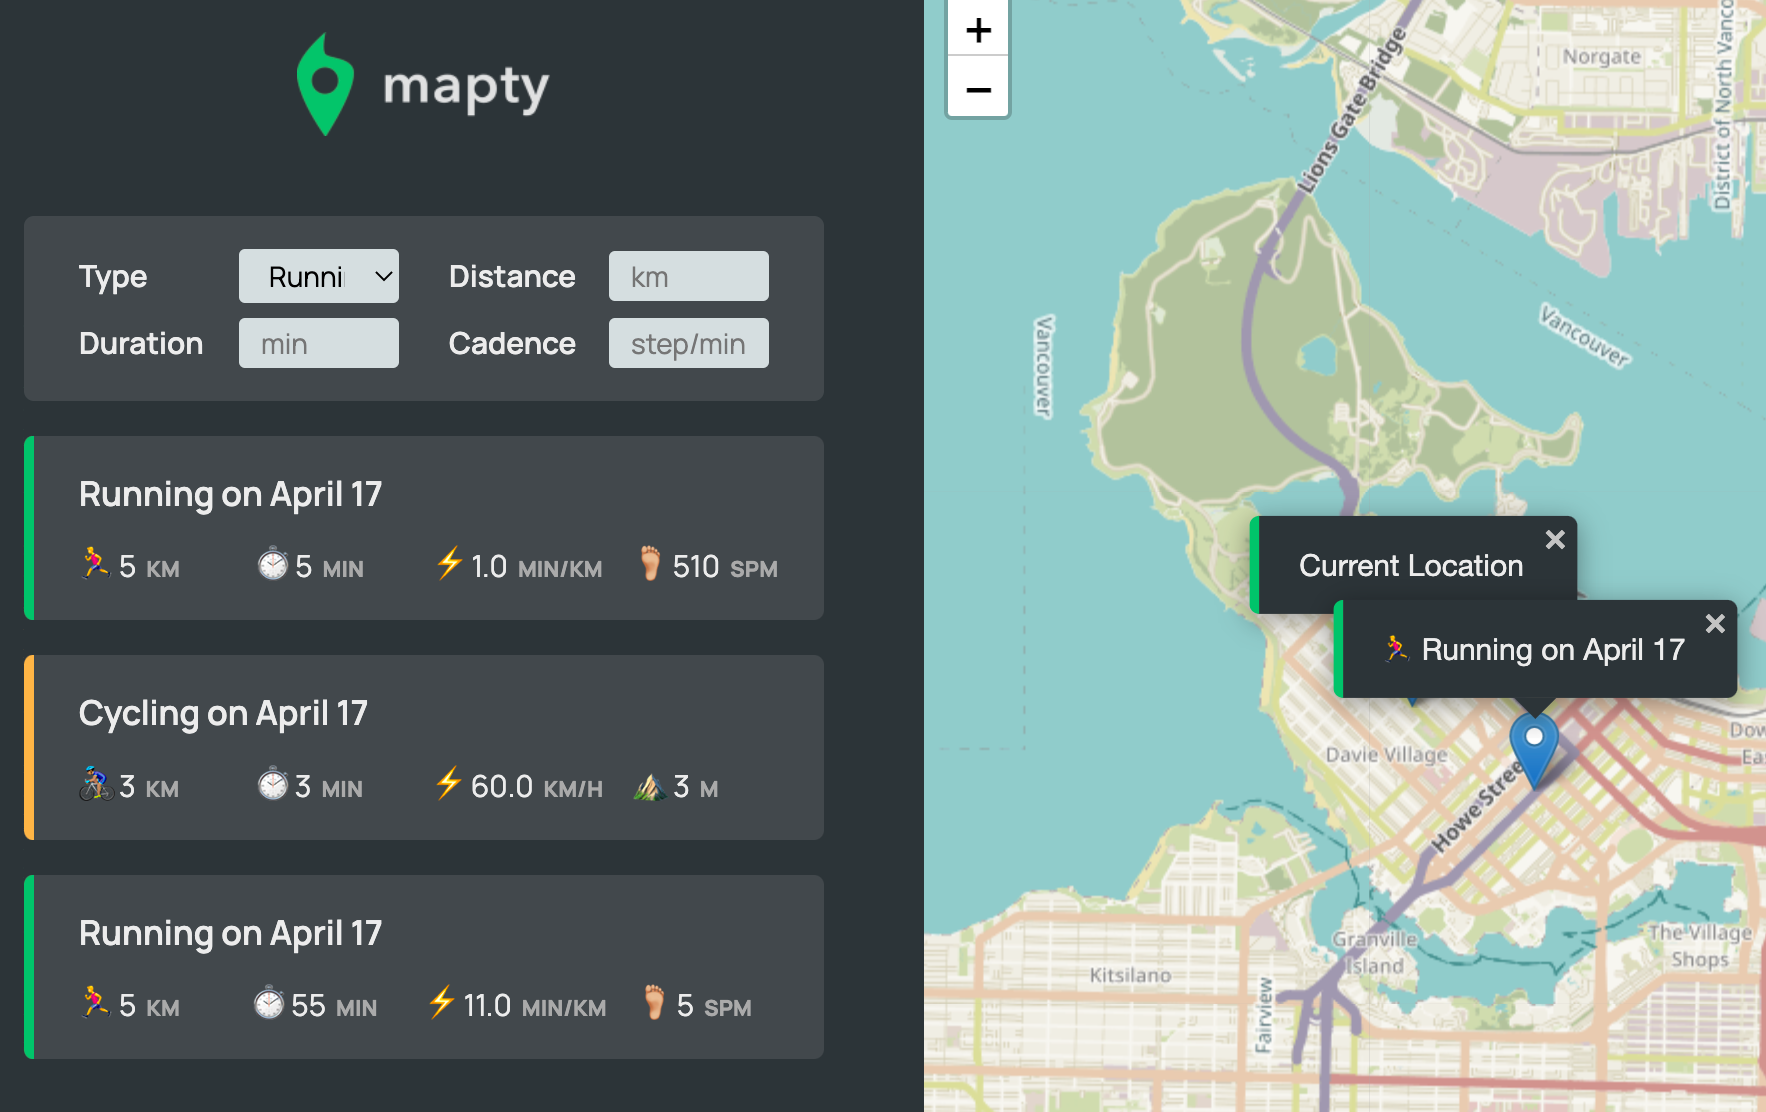 mapty
Type
Runni
Distance
km
Duration
min
Cadence
step/min
Running on April 17
5 KM
5 MIN
1.0 MIN/KM
510 SPM
Cycling on April 17
3 KM
3 MIN
60.0 KM/H
3 M
Running on April 17
5 KM
55 MIN
11.0 MIN/KM
5 SPM
+
−
Lions Gate Bridge
Norgate
District of North Vanco
Vancouver
Vancouver
Current Location
×
Running on April 17
×
Davie Village
Howe Stree
Dow
Ea
Granville
Island
Kitsilano
Fairview
The Village
Shops